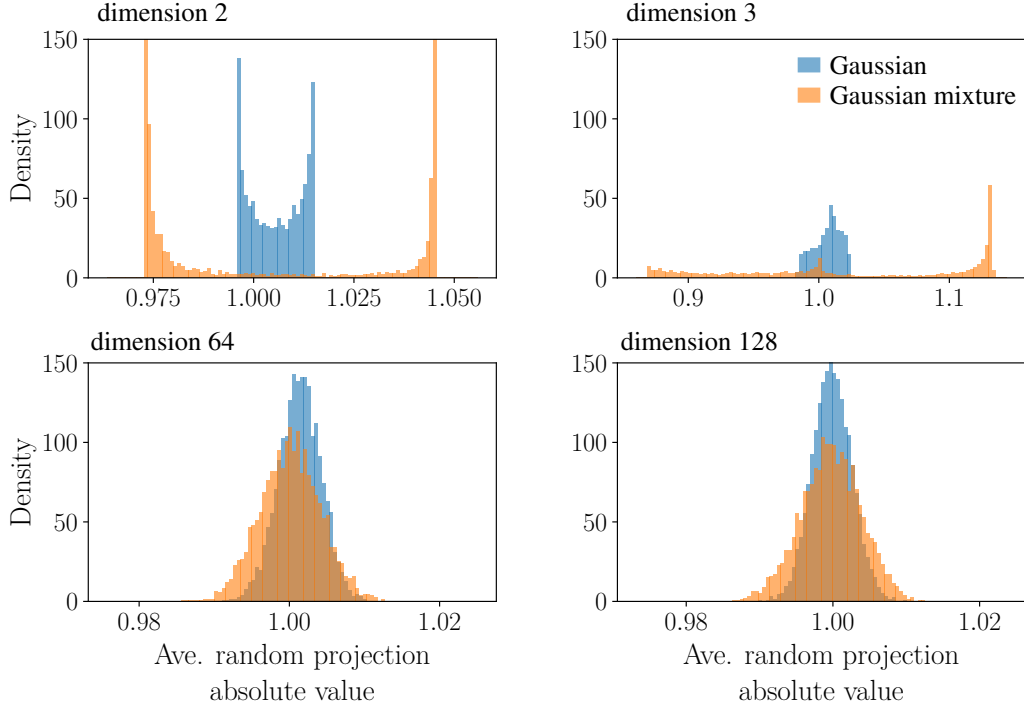 dimension 2
dimension 3
150
100
50
0
Density
0.975
1.000
1.025
1.050
150
100
50
0
0.9
1.0
1.1
Gaussian
Gaussian mixture
dimension 64
dimension 128
150
100
50
0
Density
0.98
1.00
1.02
Ave. random projection
absolute value
150
100
50
0
0.98
1.00
1.02
Ave. random projection
absolute value